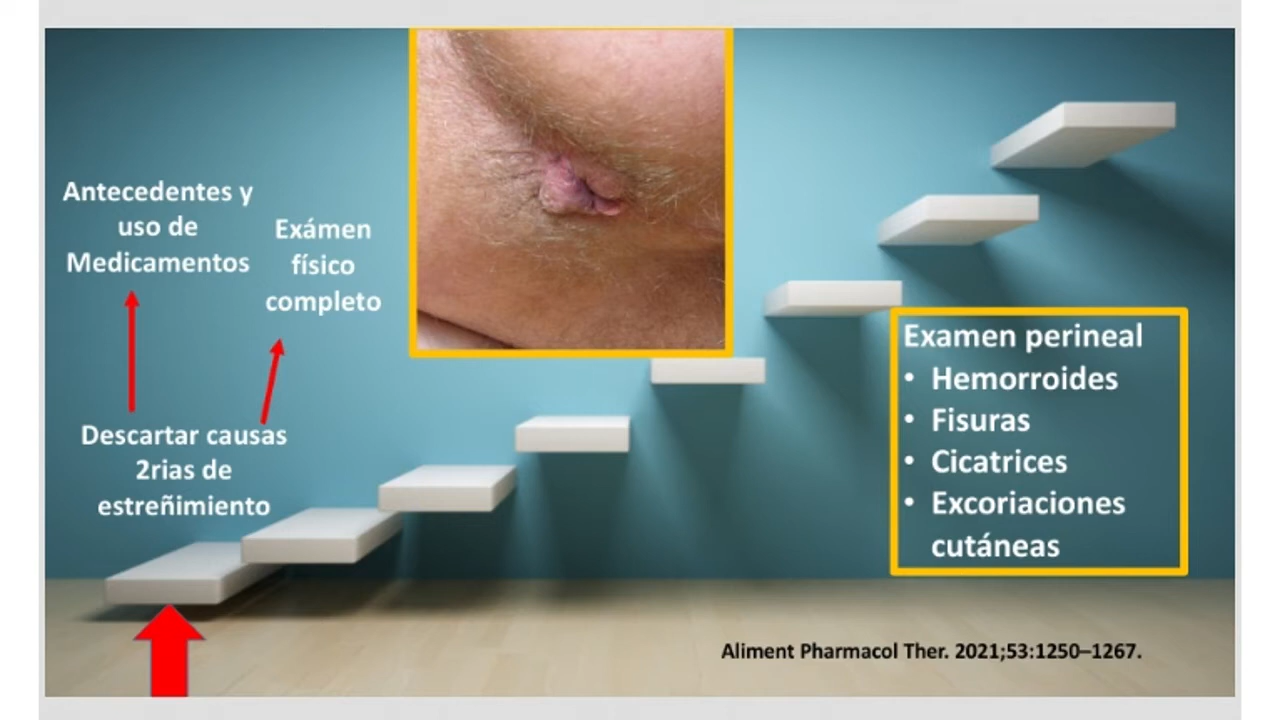 Antecedentes y
uso de
Medicamentos
Exámen
físico
completo
Descartar causas
2rias de
estreñimiento
Examen perineal
• Hemorroides
• Fisuras
• Cicatrices
• Excoriaciones
cutáneas
Aliment Pharmacol Ther. 2021;53:1250–1267.